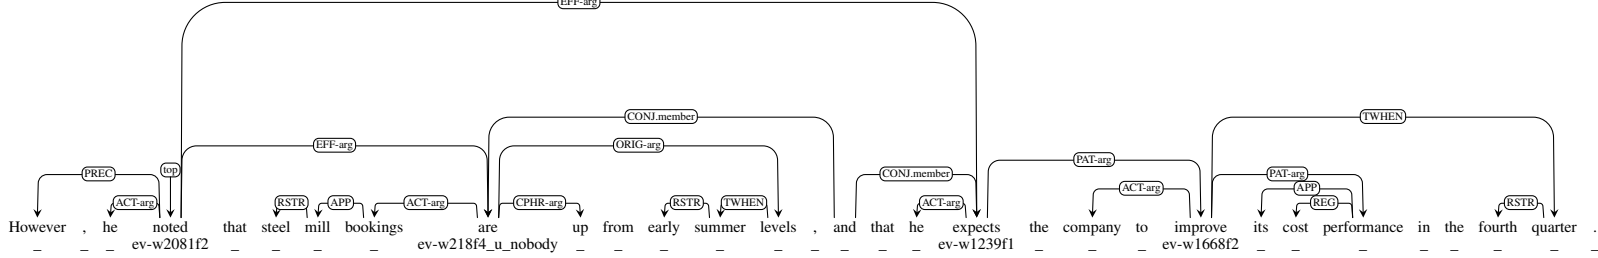 EFF-arg
CONJ.member TWHEN
EFF-arg ORIG-arg
PAT-arg
PREC top CONJ.member PAT-arg
ACT-arg APP
ACT-arg RSTR APP ACT-arg CPHR-arg RSTR TWHEN ACT-arg REG RSTR
However , he noted that steel mill bookings are up from early summer levels , and that he expects the company to improve its cost performance in the fourth quarter .
_ _ _ ev-w2081f2 _ _ _ _ ev-w218f4_u_nobody _ _ _ _ _ _ _ _ _ ev-w1239f1 _ _ _ ev-w1668f2 _ _ _ _ _ _ _ _